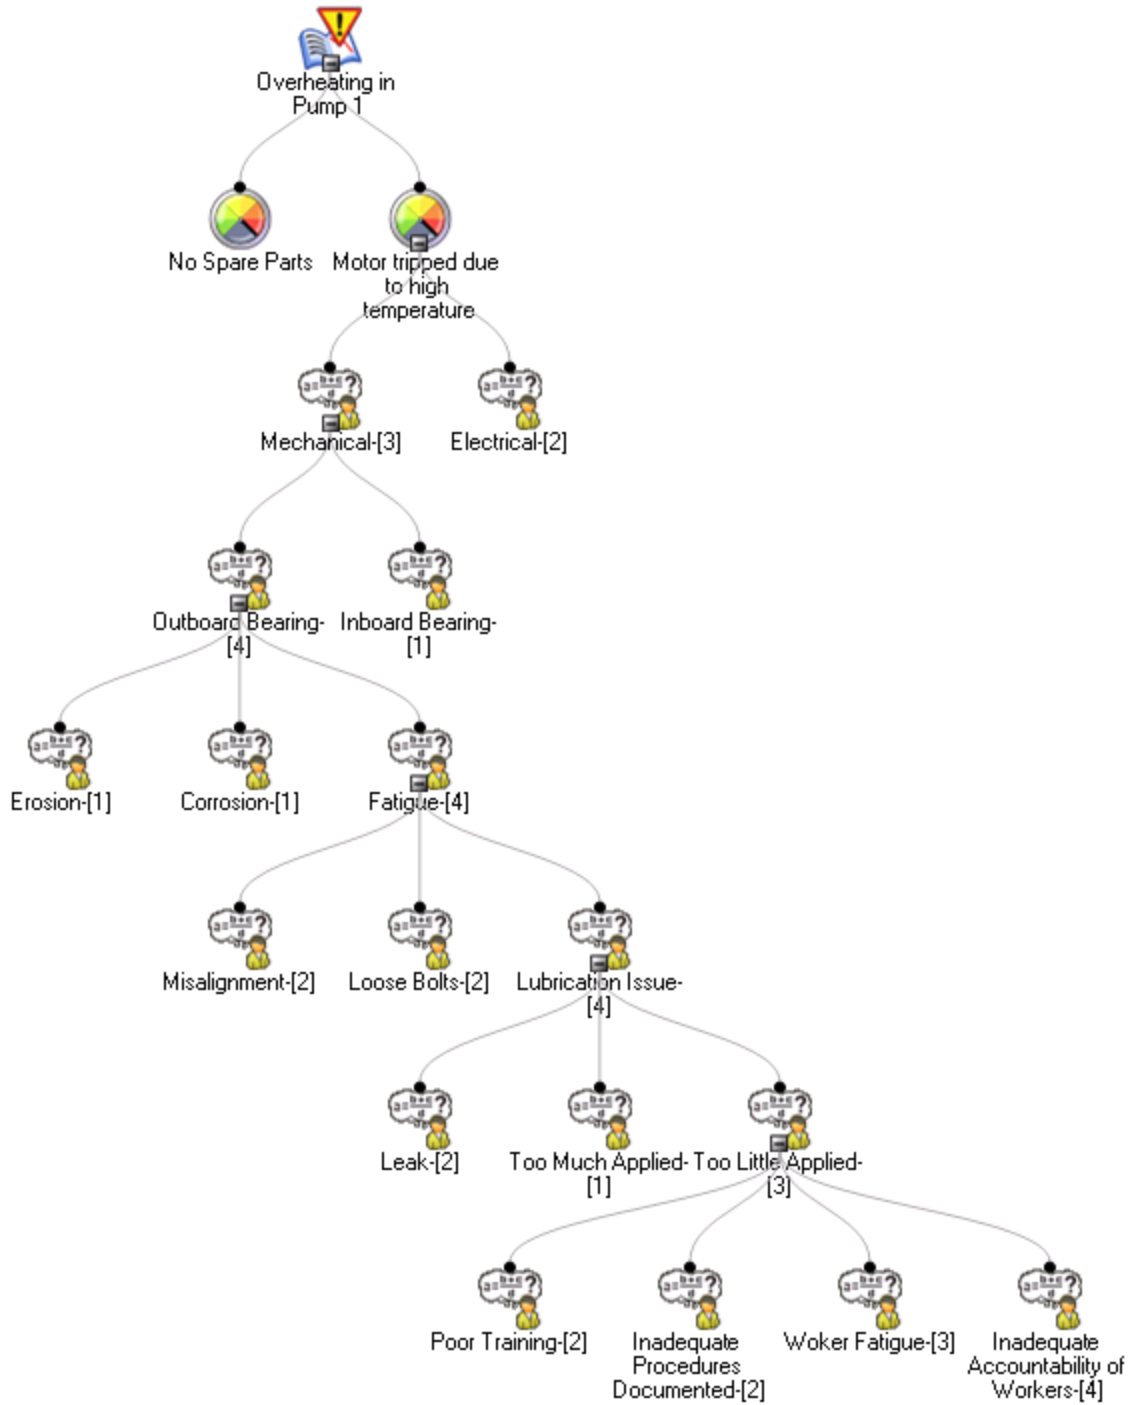 Overheating in
Pump 1
No Spare Parts
Motor tripped due
to high
temperature
Mechanical-[3]
Electrical-[2]
Outboard Bearing-
[4]
Inboard Bearing-
[1]
Erosion-[1]
Corrosion-[1]
Fatigue-[4]
Misalignment-[2]
Loose Bolts-[2]
Lubrication Issue-
[4]
Leak-[2]
Too Much Applied-
[1]
Too Little Applied-
[3]
Poor Training-[2]
Inadequate
Procedures
Documented-[2]
Woker Fatigue-[3]
Inadequate
Accountability of
Workers-[4]